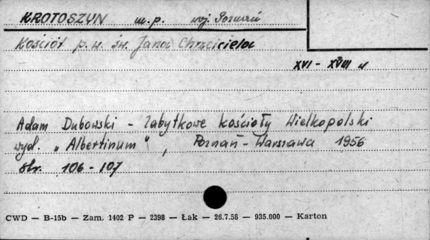 KROTOSZYN m.p. woj. Poznań
Kościół p.w. św. Jana Chrzciciela
XVI - XVIII w
Adam Dubowski - Zabytkowe kościoły Wielkopolski
wyd. „Albertinum", Poznań - Warszawa 1956
str. 106 - 107
CWD — B-15b — Zam. 1402 P — 2398 — Łak — 26.7.58 — 935.000 — Karton